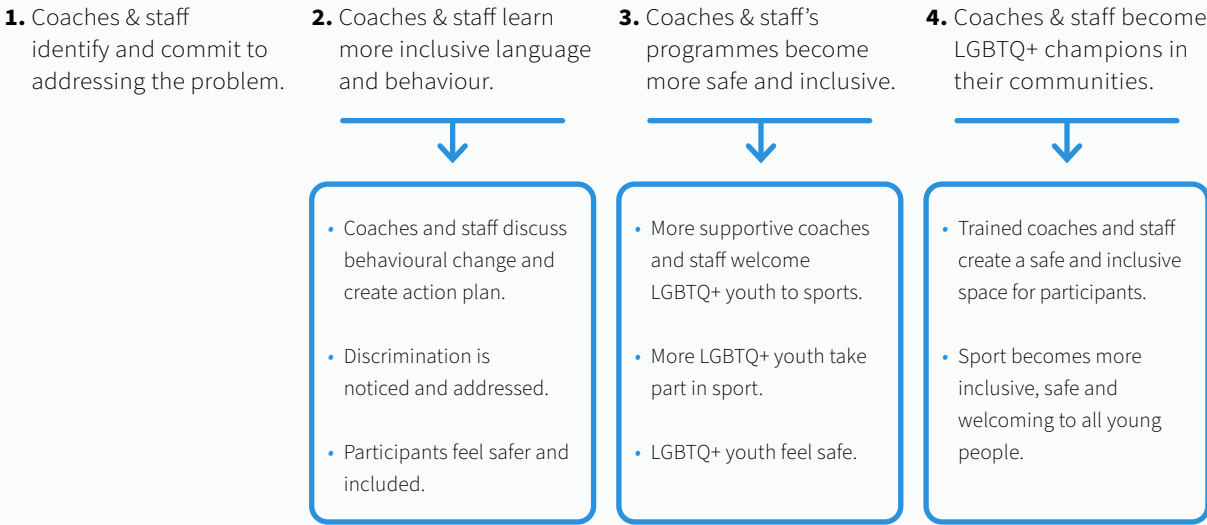 1. Coaches & staff
identify and commit to
addressing the problem.
2. Coaches & staff learn
more inclusive language
and behaviour.
3. Coaches & staff’s
programmes become
more safe and inclusive.
4. Coaches & staff become
LGBTQ+ champions in
their communities.
• Coaches and staff discuss
behavioural change and
create action plan.
• Discrimination is
noticed and addressed.
• Participants feel safer and
included.
• More supportive coaches
and staff welcome
LGBTQ+ youth to sports.
• More LGBTQ+ youth take
part in sport.
• LGBTQ+ youth feel safe.
• Trained coaches and staff
create a safe and inclusive
space for participants.
• Sport becomes more
inclusive, safe and
welcoming to all young
people.